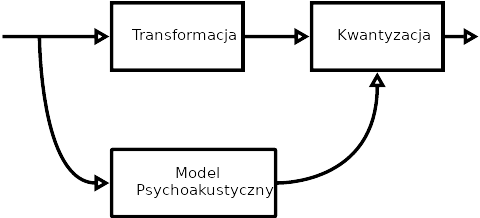 Transformacja
Kwantyzacja
Model
Psychoakustyczny